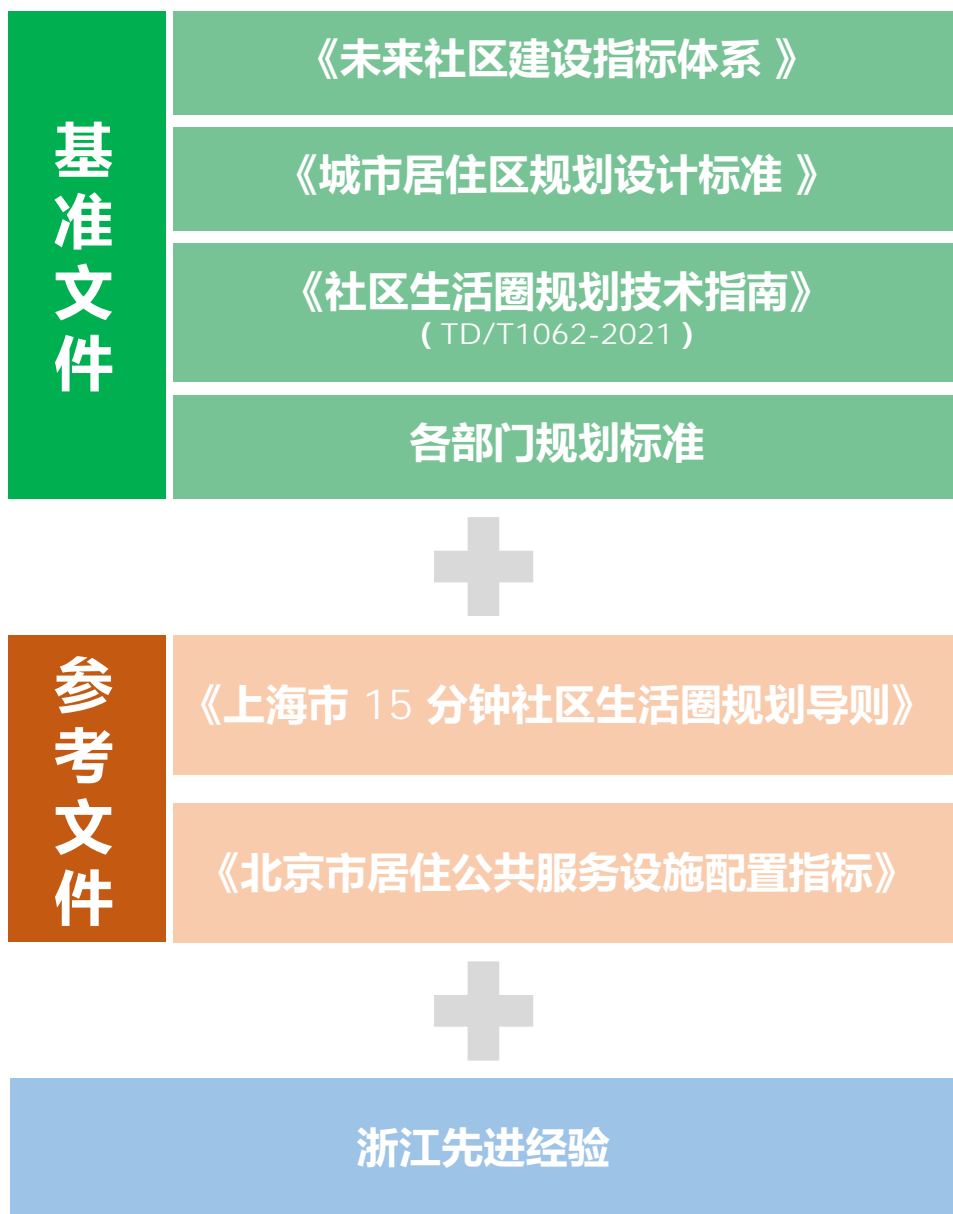 基准文件
《未来社区建设指标体系 》
《城市居住区规划设计标准 》
《社区生活圈规划技术指南》
（TD/T1062-2021）
各部门规划标准
参考文件
《上海市 15 分钟社区生活圈规划导则》
《北京市居住公共服务设施配置指标》
浙江先进经验